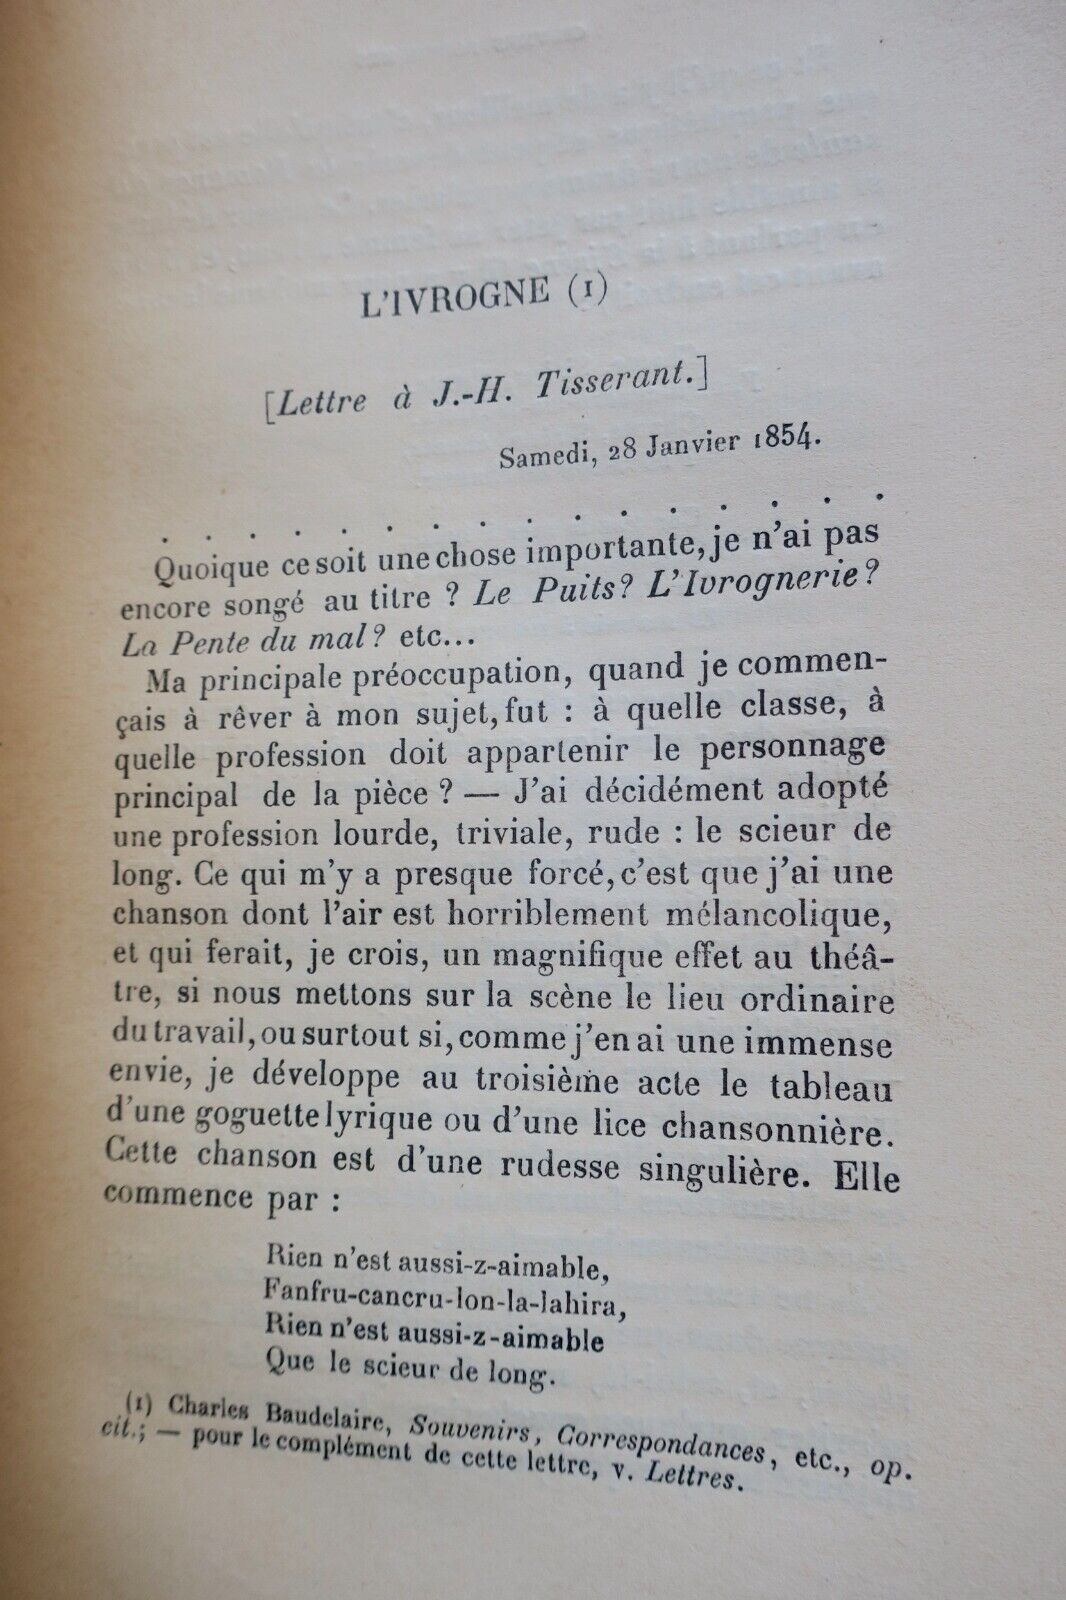 L'IVROGNE (1)
[Lettre à J.-H. Tisserant.]
Samedi, 28 Janvier 1854.
. . . . . . . . . . . . . . . . .
Quoique ce soit une chose importante, je n'ai pas
encore songé au titre ? Le Puits? L'Ivrognerie?
La Pente du mal? etc...
Ma principale préoccupation, quand je commen-
çais à rêver à mon sujet, fut : à quelle classe, à
quelle profession doit appartenir le personnage
principal de la pièce ? — J'ai décidément adopté
une profession lourde, triviale, rude : le scieur de
long. Ce qui m'y a presque forcé, c'est que j'ai une
chanson dont l'air est horriblement mélancolique,
et qui ferait, je crois, un magnifique effet au théâ-
tre, si nous mettons sur la scène le lieu ordinaire
du travail, ou surtout si, comme j'en ai une immense
envie, je développe au troisième acte le tableau
d'une goguette lyrique ou d'une lice chansonnière.
Cette chanson est d'une rudesse singulière. Elle
commence par :
Rien n'est aussi-z-aimable,
Fanfru-cancru-lon-la-lahira,
Rien n'est aussi-z-aimable
Que le scieur de long.
(1) Charles Baudelaire, Souvenirs, Correspondances, etc., op.
cit.; — pour le complément de cette lettre, v. Lettres.